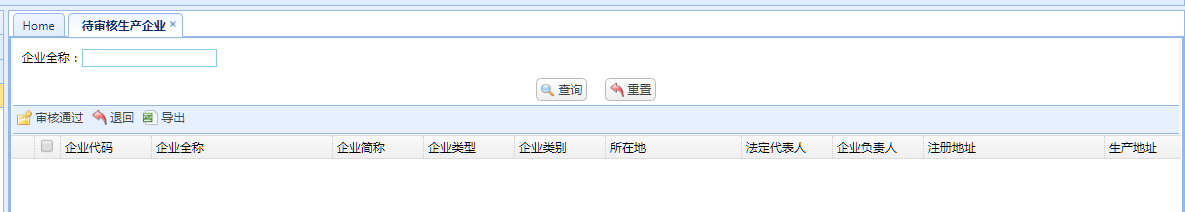 Home 待审核生产企业 ×
企业全称：
查询 重置
审核通过 退回 导出
企业代码 企业全称 企业简称 企业类型 企业类别 所在地 法定代表人 企业负责人 注册地址 生产地址